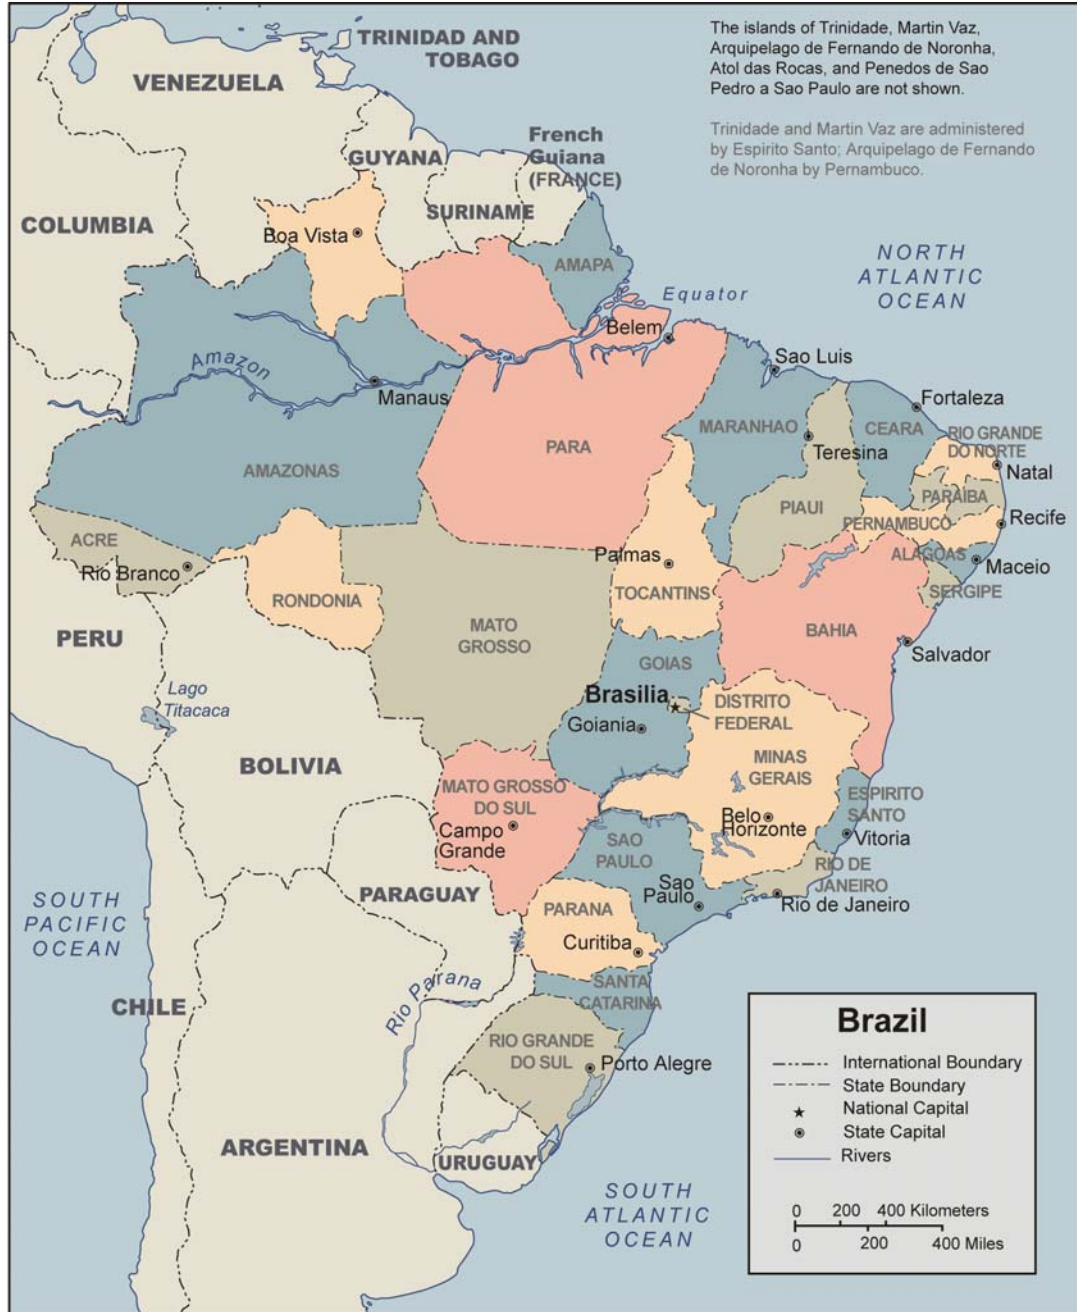 TRINIDAD AND
TOBAGO
VENEZUELA
The islands of Trinidade, Martin Vaz,
Arquipelago de Fernando de Noronha,
Atol das Rocas, and Penedos de Sao
Pedro a Sao Paulo are not shown.
Trinidade and Martin Vaz are administered
by Espirito Santo; Arquipelago de Fernando
de Noronha by Pernambuco.
French
Guiana
(FRANCE)
GUYANA
SURINAME
COLUMBIA
Boa Vista
AMAPA
NORTH
ATLANTIC
OCEAN
Equator
Belem
Amazon
Manaus
Sao Luis
Fortaleza
MARANHAO
CEARA
RIO GRANDE
DO NORTE
Teresina
Natal
PARA
AMAZONAS
PARAIBA
PIAUI
PERNAMBUCO
Recife
ACRE
Rio Branco
Palmas
ALAGOAS
Maceio
SERGIPE
RONDONIA
TOCANTINS
MATO
GROSSO
BAHIA
PERU
Salvador
GOIAS
Lago
Titacaca
Brasilia
DISTRITO
FEDERAL
Goiania
BOLIVIA
MINAS
GERAIS
MATO GROSSO
DO SUL
ESPIRITO
SANTO
Campo
Grande
Belo
Horizonte
Vitoria
SAO
PAULO
RIO DE
JANEIRO
Sao
Paulo
Rio de Janeiro
PARAGUAY
SOUTH
PACIFIC
OCEAN
PARANA
Curitiba
Rio Parana
SANTA
CATARINA
CHILE
RIO GRANDE
DO SUL
Porto Alegre
ARGENTINA
URUGUAY
SOUTH
ATLANTIC
OCEAN
Brazil
International Boundary
State Boundary
National Capital
State Capital
Rivers
0 200 400 Kilometers
0 200 400 Miles